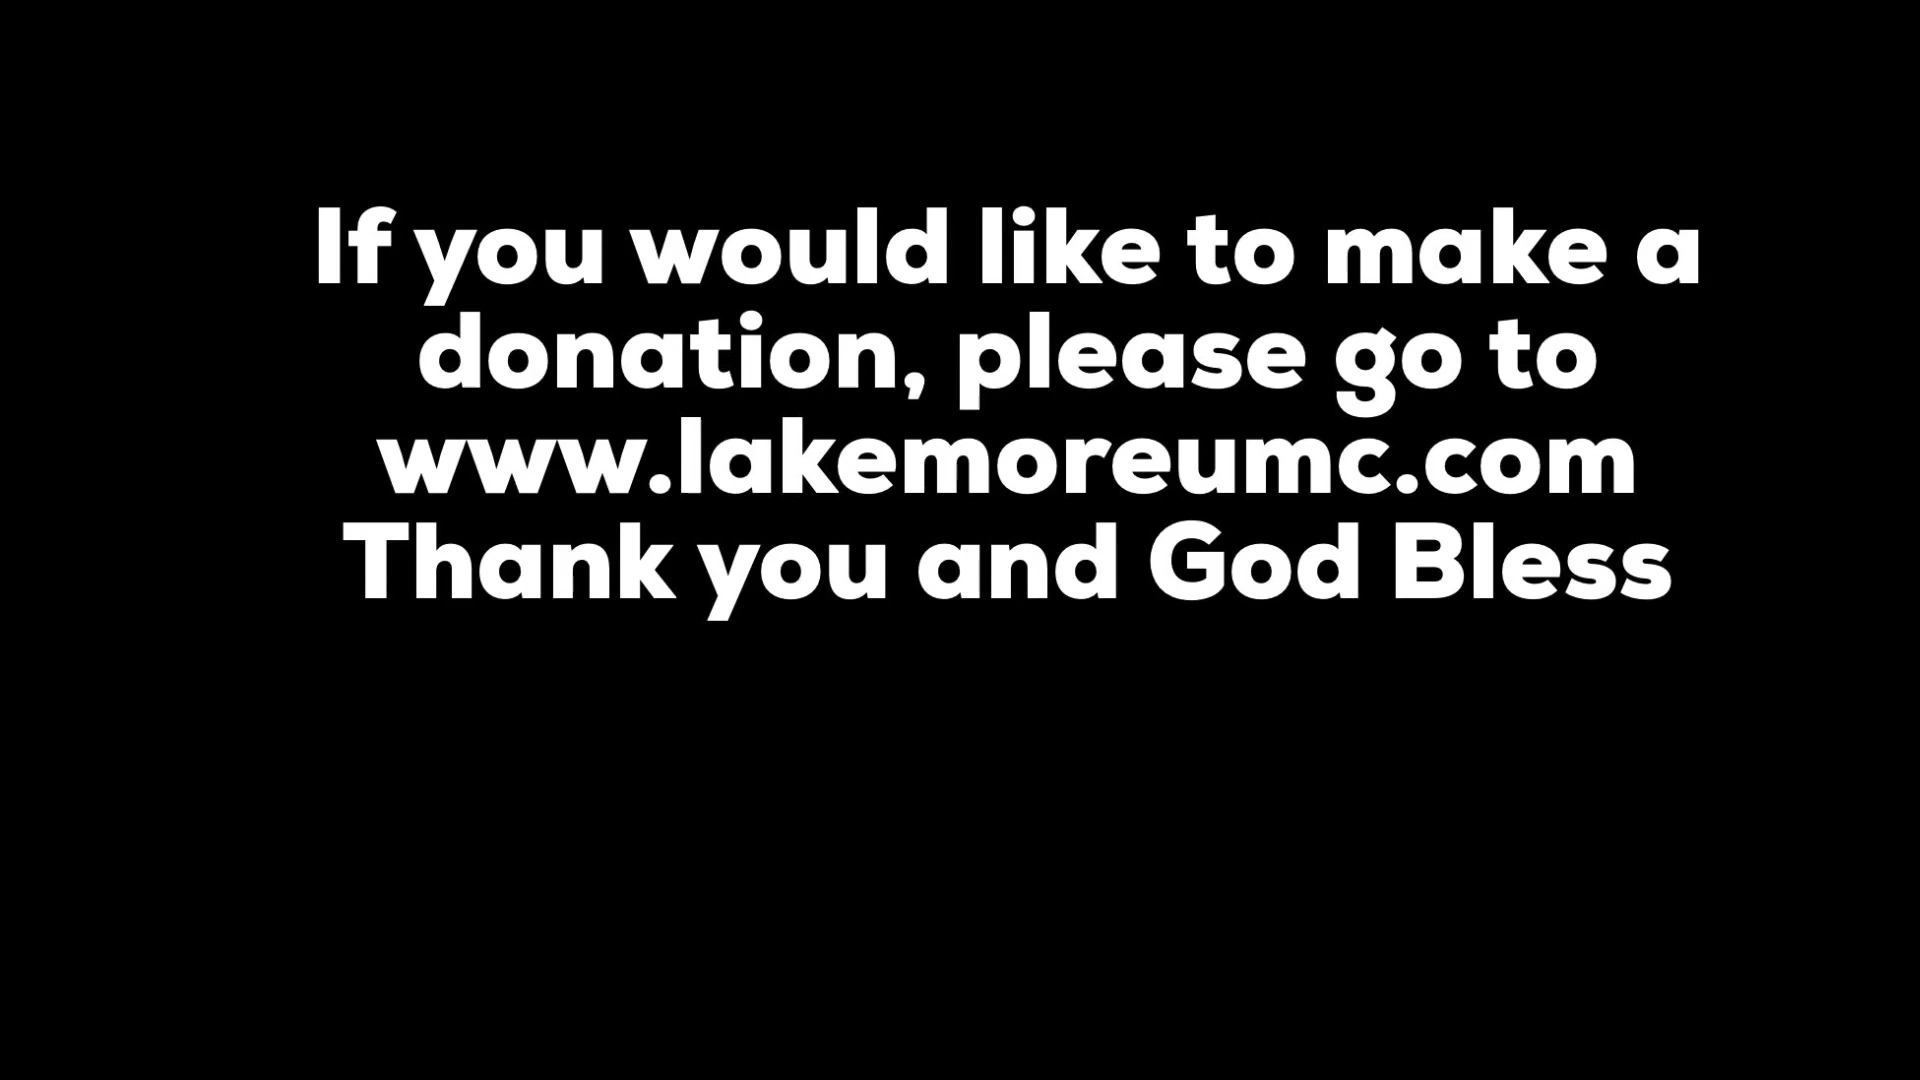 If you would like to make a
donation, please go to
www.lakemoreumc.com
Thank you and God Bless